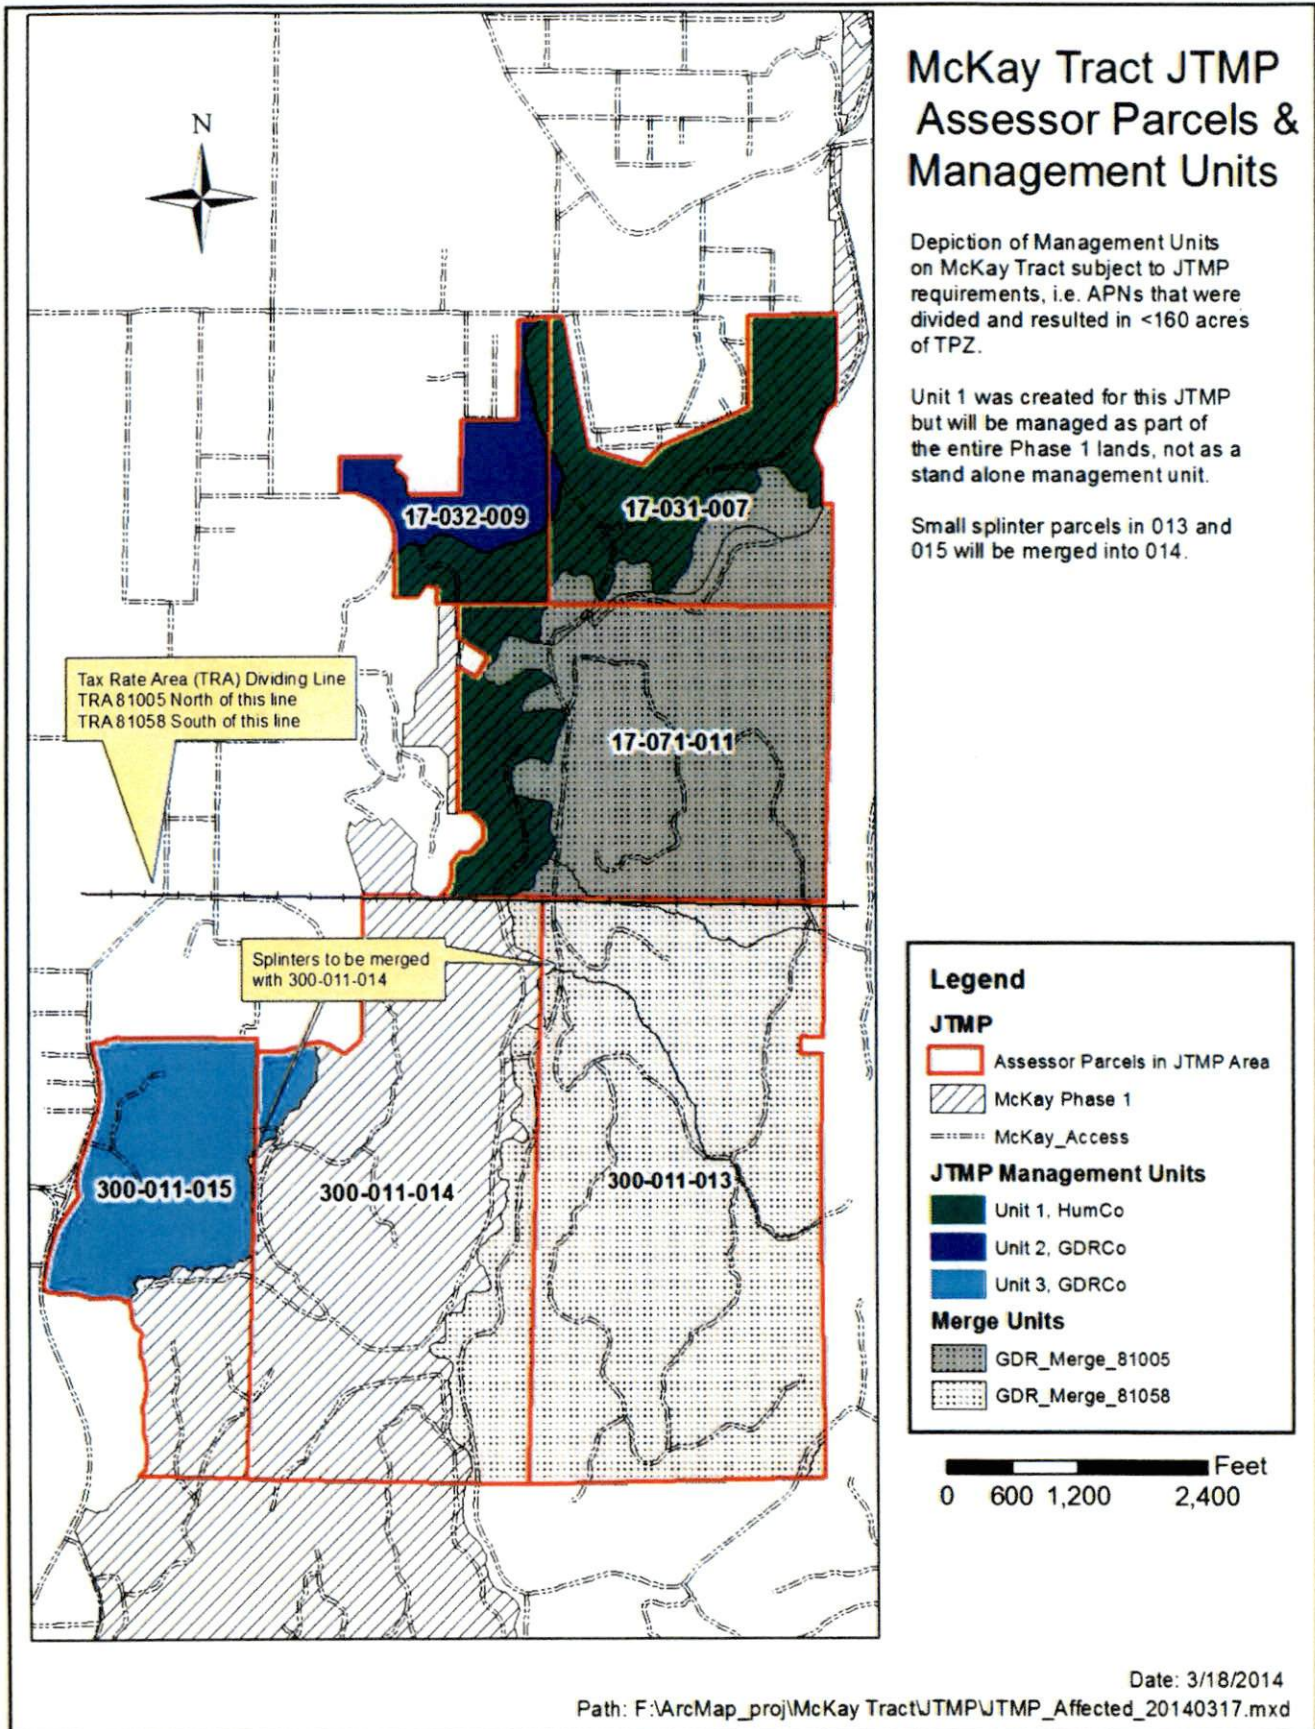 McKay Tract JTMP
Assessor Parcels &
Management Units
Depiction of Management Units
on McKay Tract subject to JTMP
requirements, i.e. APNs that were
divided and resulted in <160 acres
of TPZ.
Unit 1 was created for this JTMP
but will be managed as part of
the entire Phase 1 lands, not as a
stand alone management unit.
Small splinter parcels in 013 and
015 will be merged into 014.
N
17-032-009
17-031-007
Tax Rate Area (TRA) Dividing Line
TRA 81005 North of this line
TRA 81058 South of this line
17-071-011
Splinters to be merged
with 300-011-014
300-011-015
300-011-014
300-011-013
Legend
JTMP
Assessor Parcels in JTMP Area
McKay Phase 1
McKay_Access
JTMP Management Units
Unit 1, HumCo
Unit 2, GDRCo
Unit 3, GDRCo
Merge Units
GDR_Merge_81005
GDR_Merge_81058
Feet
0 600 1,200 2,400
Date: 3/18/2014
Path: F:\ArcMap_proj\McKay Tract\JTMP\JTMP_Affected_20140317.mxd